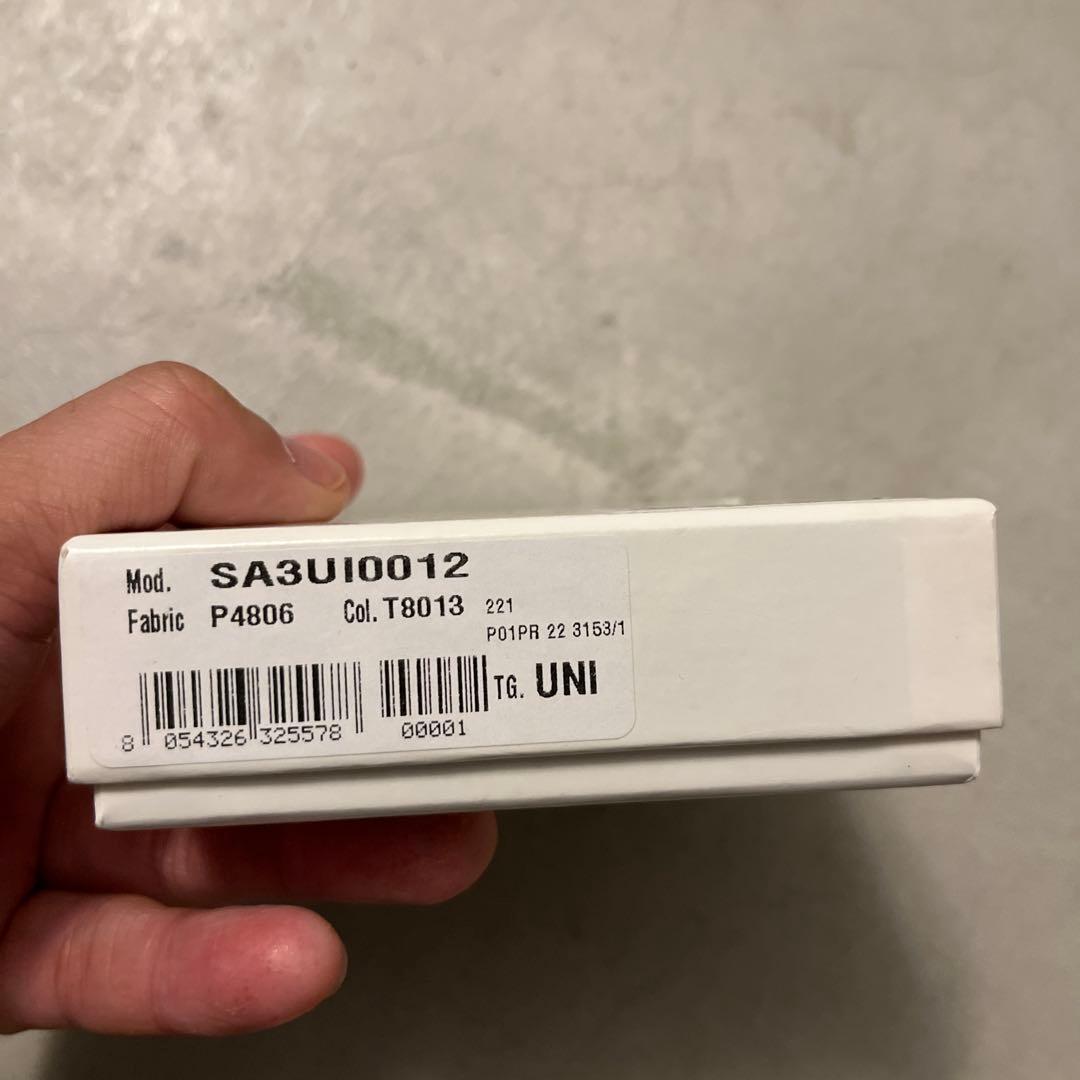 Mod. SA3UI0012
Fabric P4806 Col. T8013 221
P01PR 22 3153/1
TG. UNI
8 054326 325578 00001